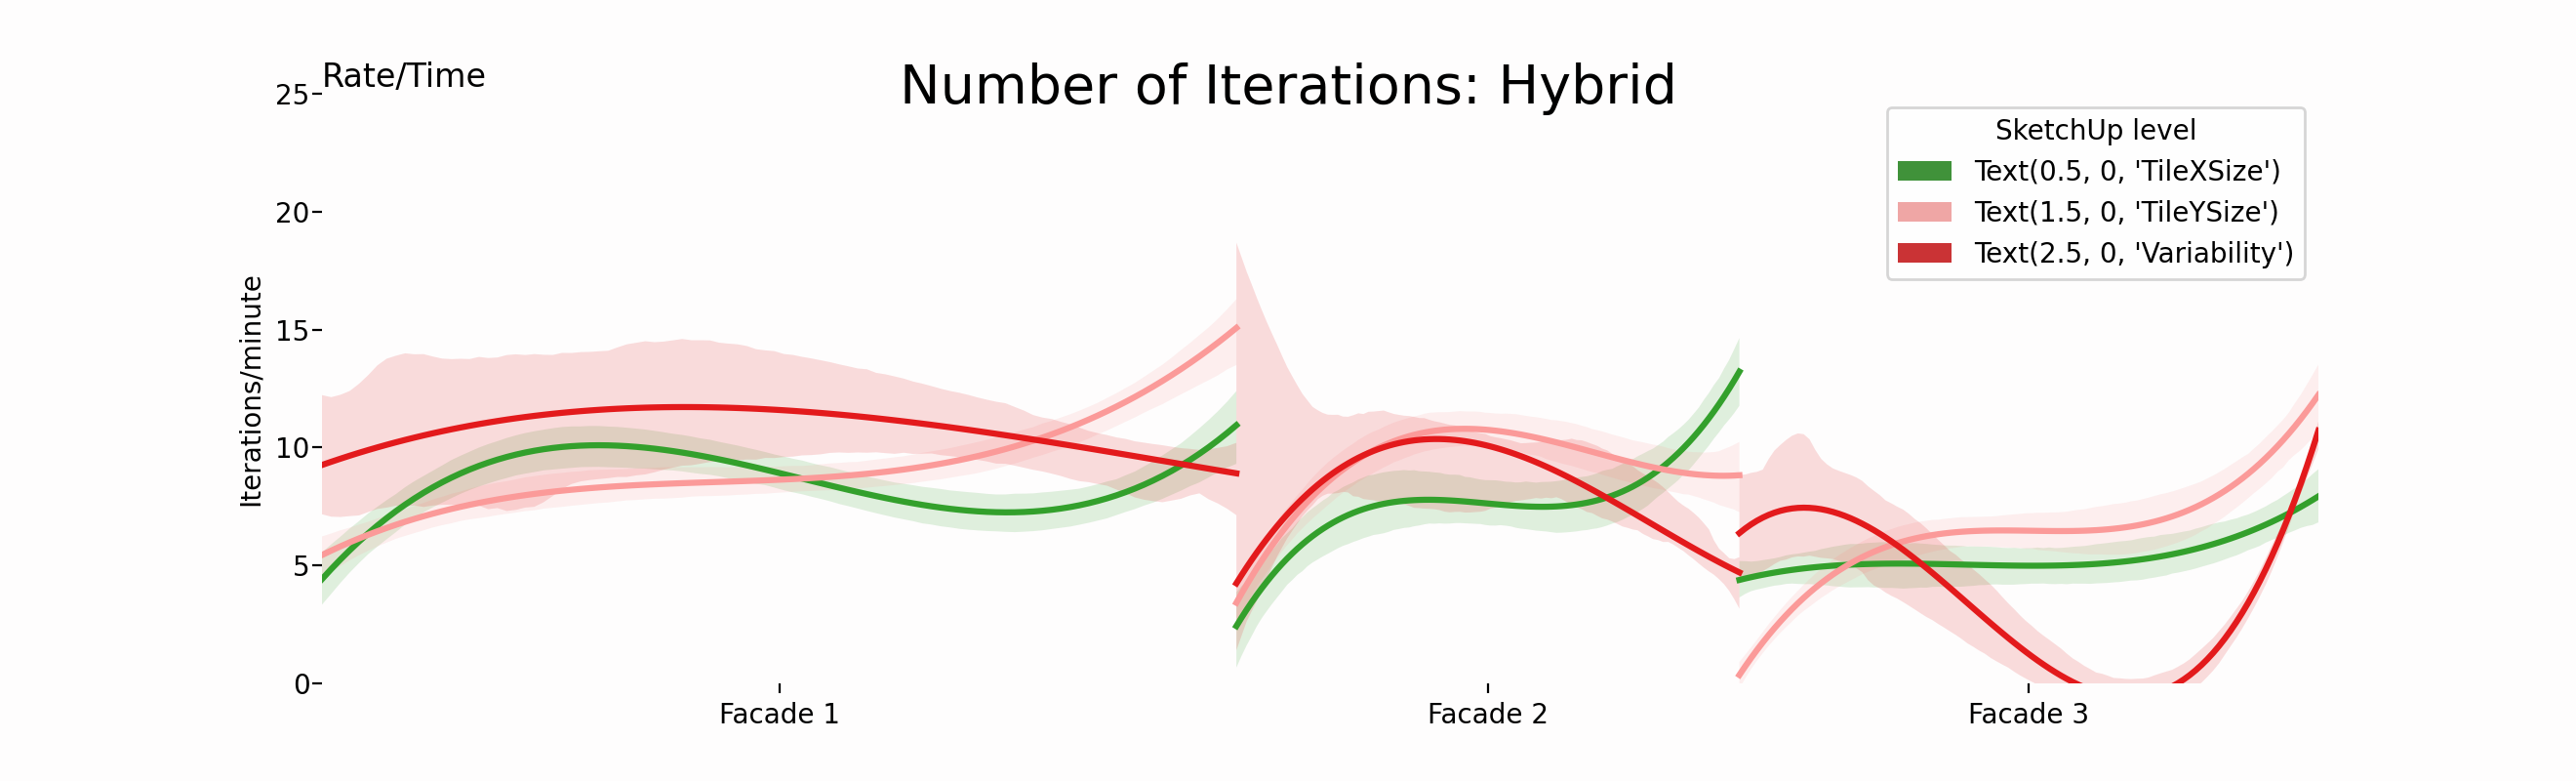 Rate/Time
Number of Iterations: Hybrid
25
20
15
10
5
0
Iterations/minute
SketchUp level
Text(0.5, 0, 'TileXSize')
Text(1.5, 0, 'TileYSize')
Text(2.5, 0, 'Variability')
Facade 1
Facade 2
Facade 3